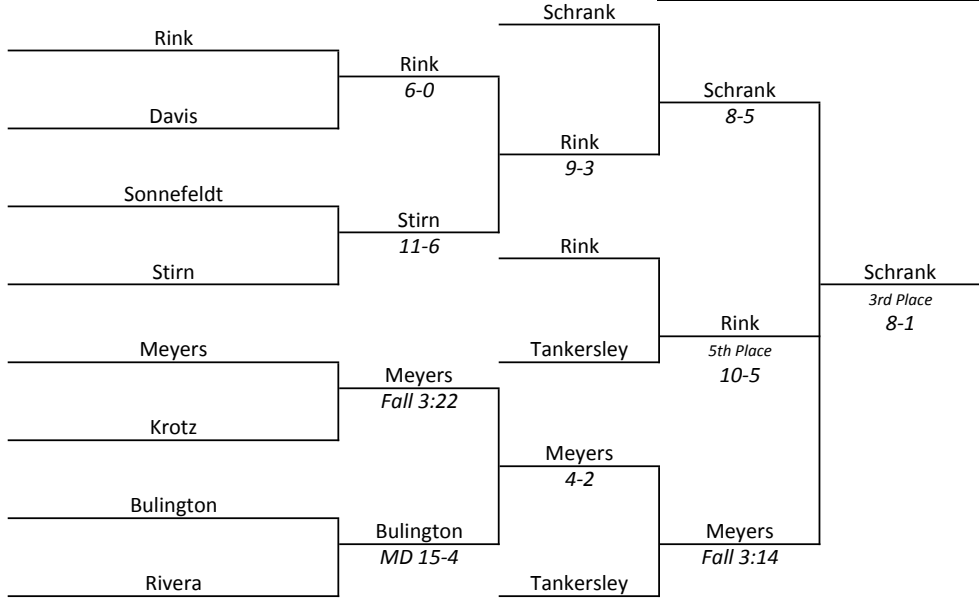 Schrank
Rink
Rink
6-0
Schrank
8-5
Davis
Rink
9-3
Sonnefeldt
Stirn
11-6
Rink
Stirn
Schrank
3rd Place
8-1
Rink
5th Place
10-5
Meyers
Tankersley
Meyers
Fall 3:22
Krotz
Meyers
4-2
Bulington
Bulington
MD 15-4
Meyers
Fall 3:14
Rivera
Tankersley